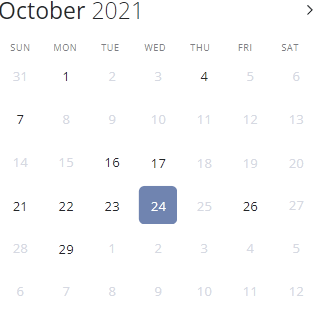 October 2021
SUN MON TUE WED THU FRI SAT
31 1 2 3 4 5 6
7 8 9 10 11 12 13
14 15 16 17 18 19 20
21 22 23 24 25 26 27
28 29 1 2 3 4 5
6 7 8 9 10 11 12